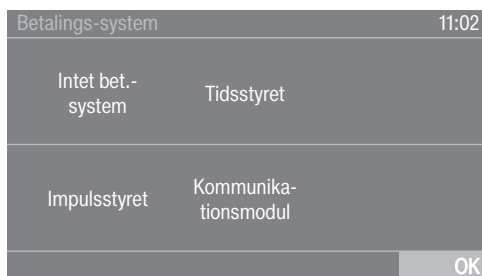 Betalings-system 11:02
Intet bet.-
system
Tidsstyret
Impulsstyret
Kommunika-
tionsmodul
OK